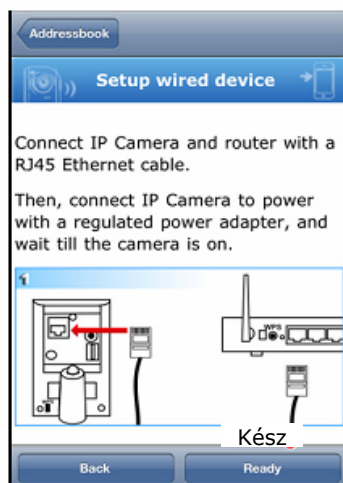 Addressbook
Setup wired device
Connect IP Camera and router with a
RJ45 Ethernet cable.
Then, connect IP Camera to power
with a regulated power adapter, and
wait till the camera is on.
1
WPS
Kész
Back
Ready